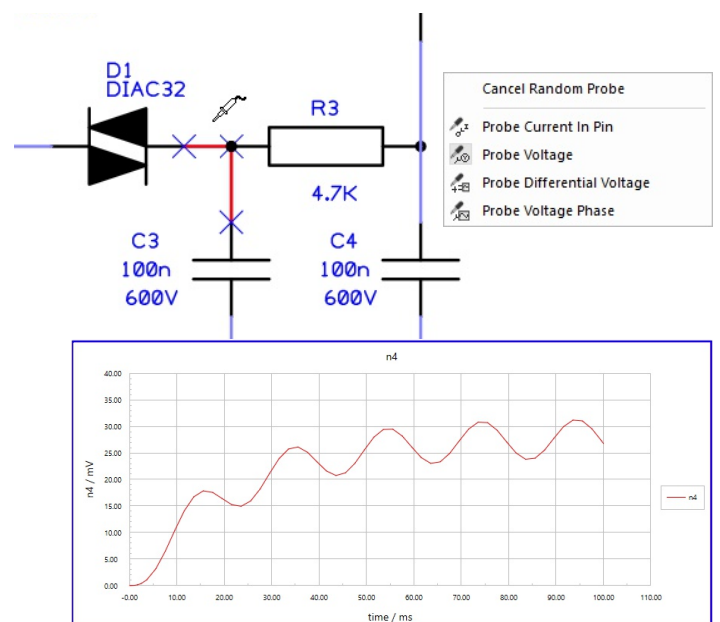 D1
DIAC32
R3
4.7K
C3
100n
600V
C4
100n
600V
Cancel Random Probe
Probe Current In Pin
Probe Voltage
Probe Differential Voltage
Probe Voltage Phase
n4
40.00
35.00
30.00
25.00
20.00
15.00
10.00
5.00
0.00
n4 / mV
-0.00 10.00 20.00 30.00 40.00 50.00 60.00 70.00 80.00 90.00 100.00 110.00
time / ms
n4